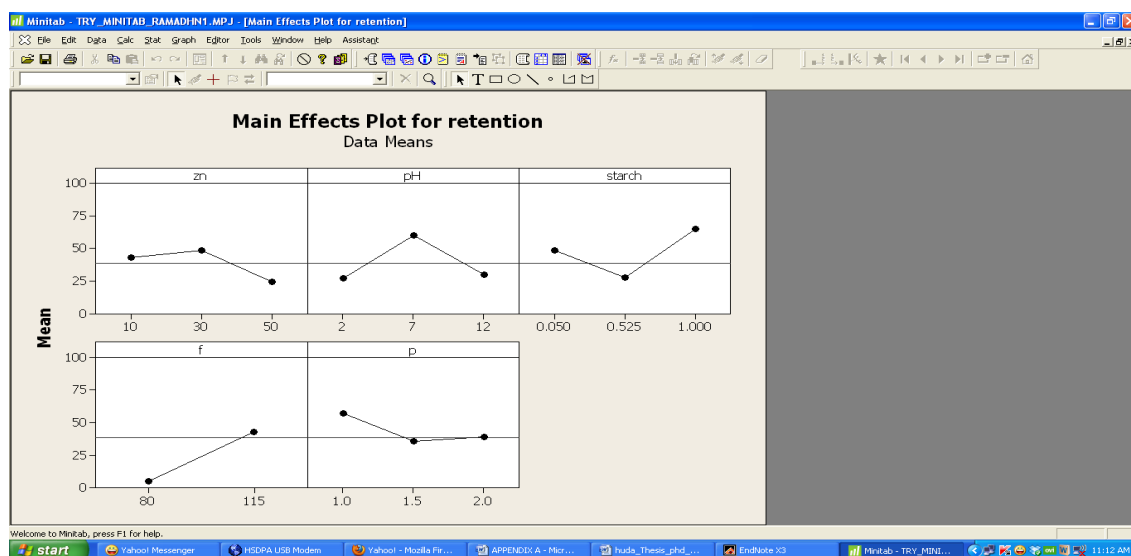 Minitab - TRY_MINITAB_RAMADHN1.MPJ - [Main Effects Plot for retention]
File Edit Data Calc Stat Graph Editor Tools Window Help Assistant
Main Effects Plot for retention
Data Means
zn pH starch
100
75
50
25
0
10 30 50 2 7 12 0.050 0.525 1.000
Mean
f p
100
75
50
25
0
80 115 1.0 1.5 2.0
Welcome to Minitab, press F1 for help.
start Yahoo! Messenger HSDPA USB Modem Yahoo! - Mozilla Fir... APPENDIX A - Micr... huda_Thesis_phd_... EndNote X3 Minitab - TRY_MINI... 11:12 AM